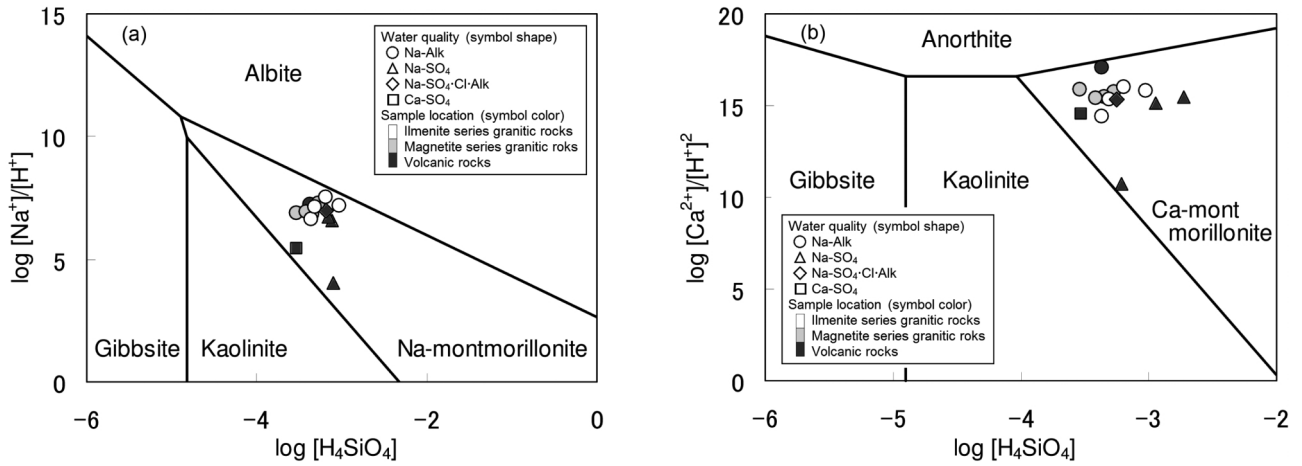 (a)
15
10
5
0
-6
-4
-2
0
log [Na⁺]/[H⁺]
log [H₄SiO₄]
Albite
Gibbsite
Kaolinite
Na-montmorillonite
Water quality (symbol shape)
Na-Alk
Na-SO₄
Na-SO₄·Cl·Alk
Ca-SO₄
Sample location (symbol color)
Ilmenite series granitic rocks
Magnetite series granitic roks
Volcanic rocks
(b)
20
15
10
5
0
-6
-5
-4
-3
-2
log [Ca²⁺]/[H⁺]²
log [H₄SiO₄]
Anorthite
Gibbsite
Kaolinite
Ca-mont
morillonite
Water quality (symbol shape)
Na-Alk
Na-SO₄
Na-SO₄·Cl·Alk
Ca-SO₄
Sample location (symbol color)
Ilmenite series granitic rocks
Magnetite series granitic roks
Volcanic rocks